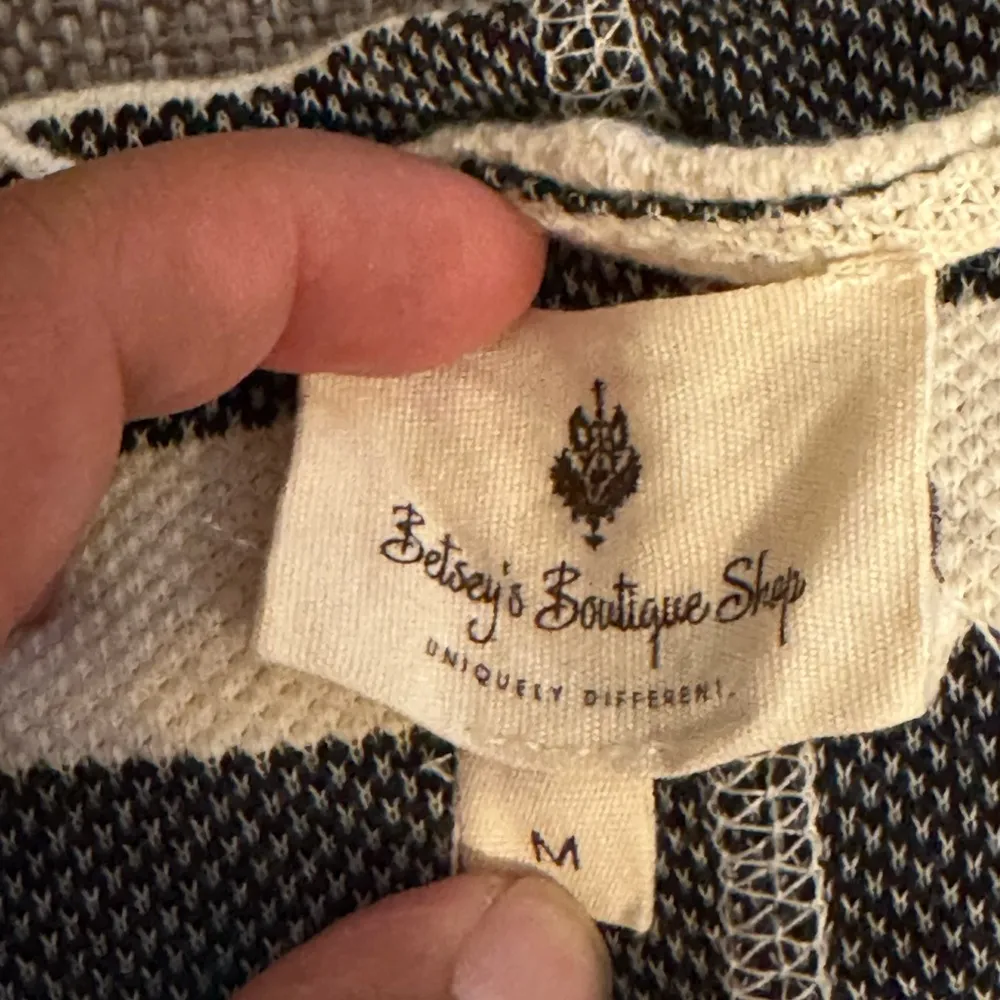 Betsey's Boutique Shop
UNIQUELY DIFFERENT.
M